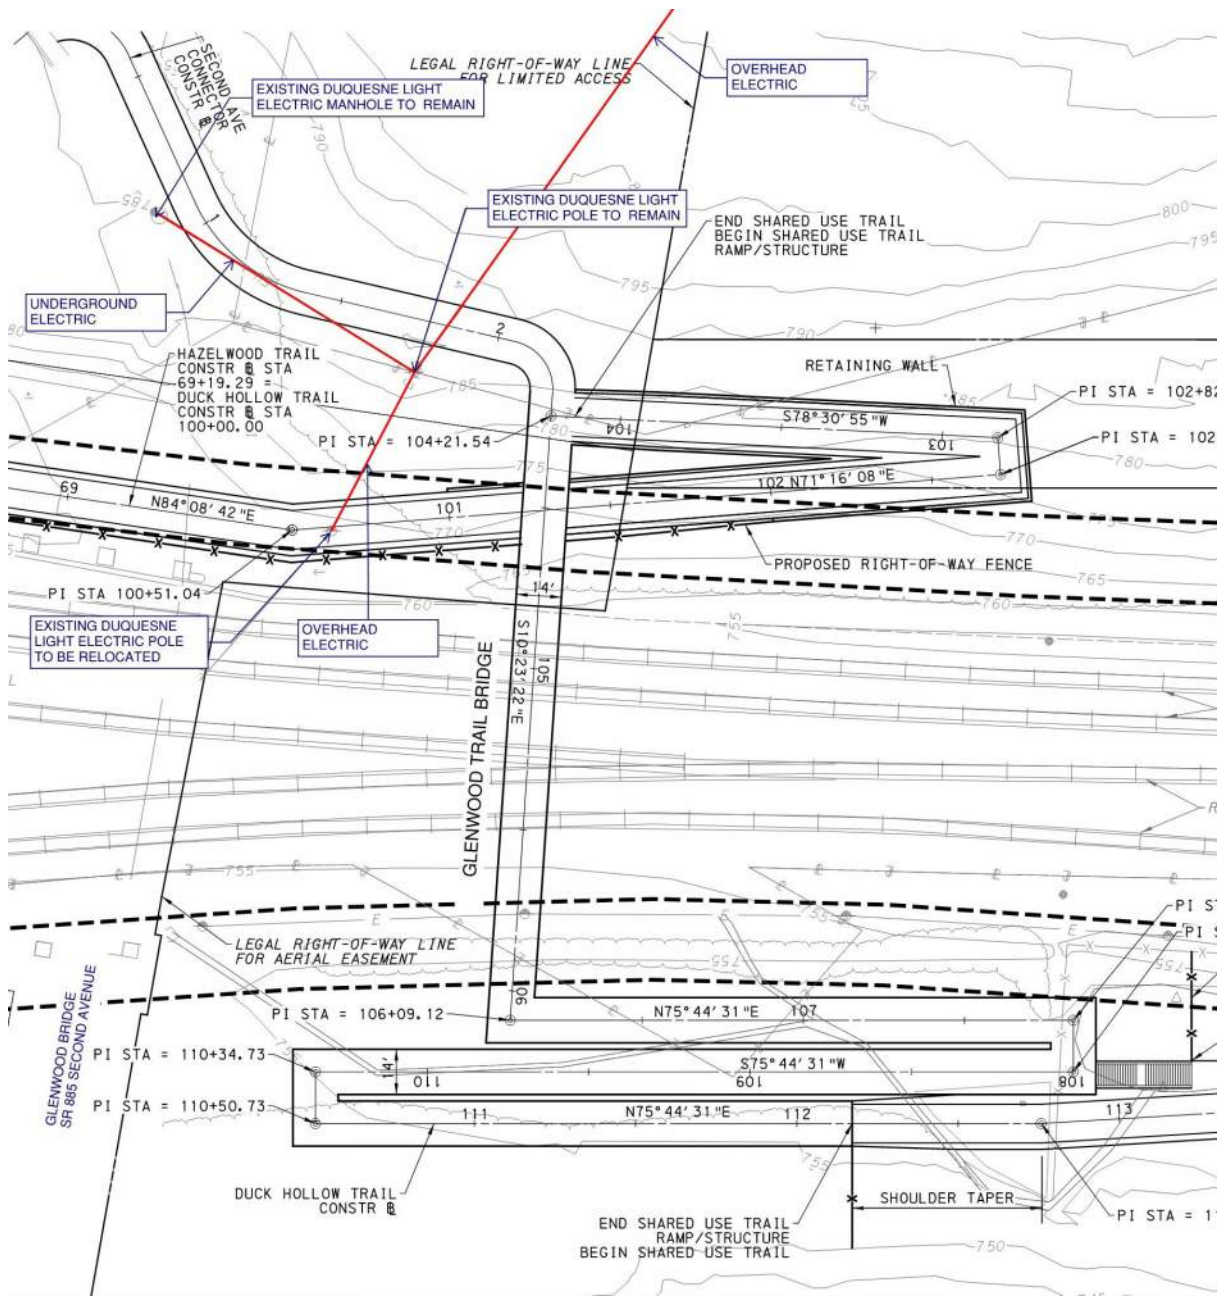 SECOND AVE
CONNECTOR
CONSTR ℄
LEGAL RIGHT-OF-WAY LINE
FOR LIMITED ACCESS
OVERHEAD
ELECTRIC
EXISTING DUQUESNE LIGHT
ELECTRIC MANHOLE TO REMAIN
790
785
1
EXISTING DUQUESNE LIGHT
ELECTRIC POLE TO REMAIN
800
795
END SHARED USE TRAIL
BEGIN SHARED USE TRAIL
RAMP/STRUCTURE
795
UNDERGROUND
ELECTRIC
2
790
HAZELWOOD TRAIL
CONSTR ℄ STA
69+19.29 =
DUCK HOLLOW TRAIL
CONSTR ℄ STA
100+00.00
785
RETAINING WALL
785
PI STA = 102+82
S78°30'55"W
104
103
PI STA = 104+21.54
780
PI STA = 102
780
775
102
N71°16'08"E
69
N84°08'42"E
101
770
775
770
PROPOSED RIGHT-OF-WAY FENCE
765
765
PI STA 100+51.04
760
14'
760
755
EXISTING DUQUESNE
LIGHT ELECTRIC POLE
TO BE RELOCATED
OVERHEAD
ELECTRIC
S10°23'22"E
105
GLENWOOD TRAIL BRIDGE
R
755
755
E
E
PI ST
PI S
LEGAL RIGHT-OF-WAY LINE
FOR AERIAL EASEMENT
755
755
GLENWOOD BRIDGE
SR 885 SECOND AVENUE
106
PI STA = 106+09.12
N75°44'31"E
107
PI STA = 110+34.73
14'
110
S75°44'31"W
109
108
PI STA = 110+50.73
111
N75°44'31"E
112
113
755
DUCK HOLLOW TRAIL
CONSTR ℄
SHOULDER TAPER
PI STA = 11
END SHARED USE TRAIL
RAMP/STRUCTURE
BEGIN SHARED USE TRAIL
750
745